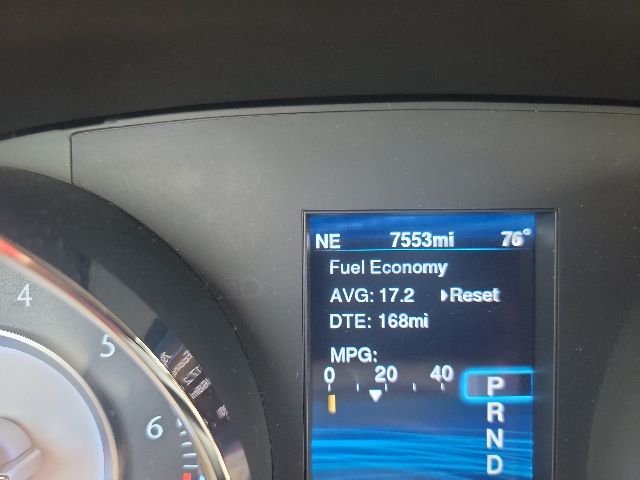 NE 7553mi 76°
Fuel Economy
AVG: 17.2 Reset
DTE: 168mi
MPG:
0 20 40
P
R
N
D
4
5
6